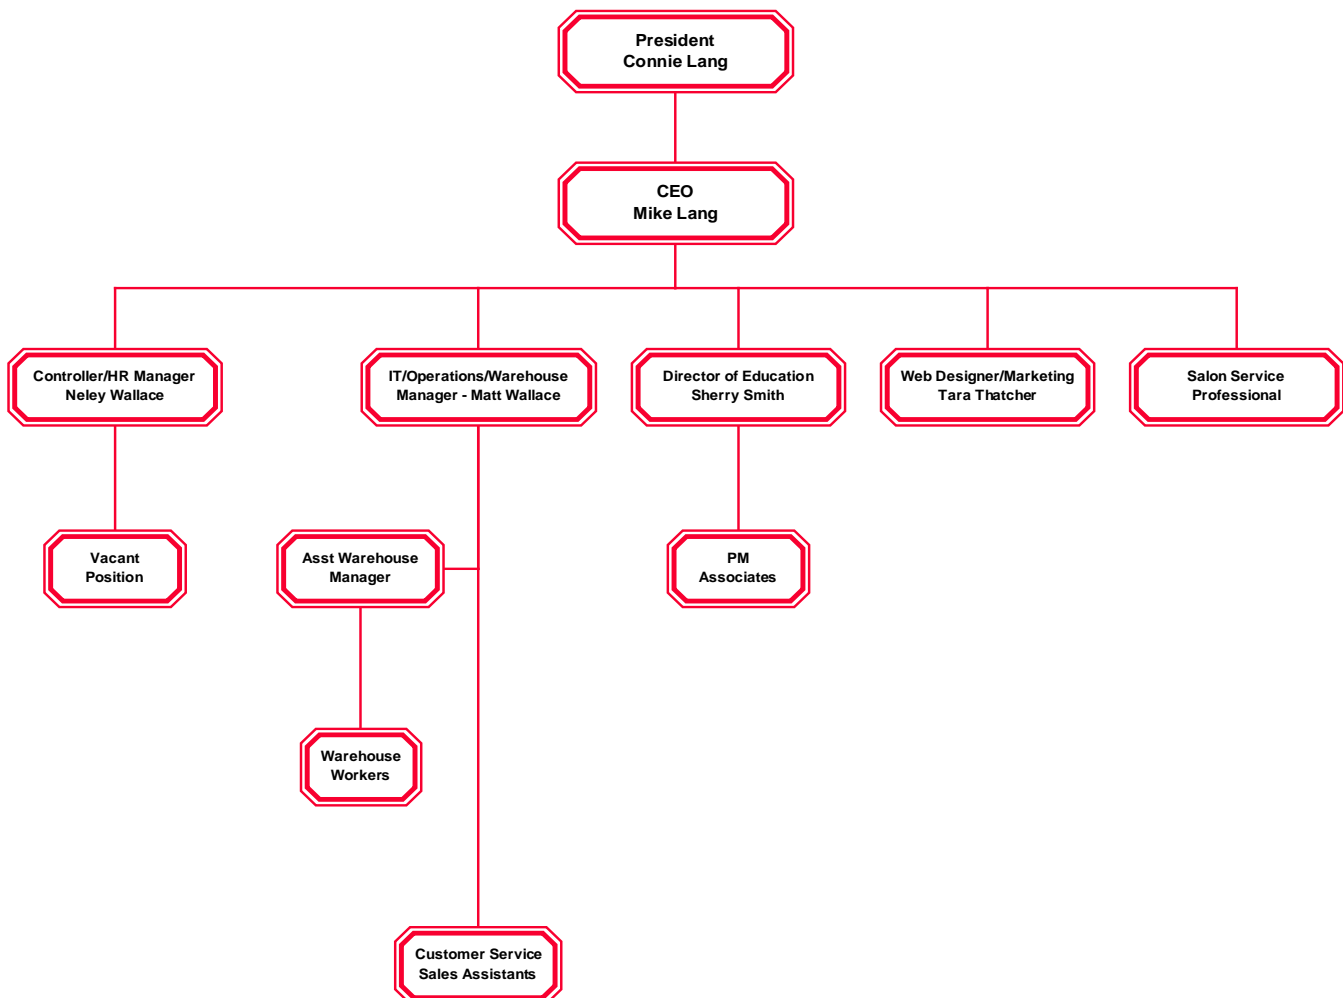 President
Connie Lang
CEO
Mike Lang
Controller/HR Manager
Neley Wallace
IT/Operations/Warehouse
Manager - Matt Wallace
Director of Education
Sherry Smith
Web Designer/Marketing
Tara Thatcher
Salon Service
Professional
Vacant
Position
Asst Warehouse
Manager
PM
Associates
Warehouse
Workers
Customer Service
Sales Assistants